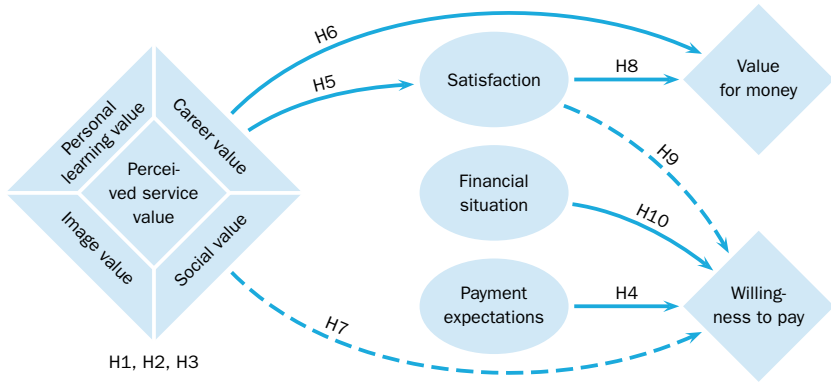 Personal
learning value
Career value
Percei-
ved service
value
Image value
Social value
H1, H2, H3
H6
H5
H7
Satisfaction
H8
Value
for money
H9
Financial
situation
H10
Payment
expectations
H4
Willing-
ness to pay